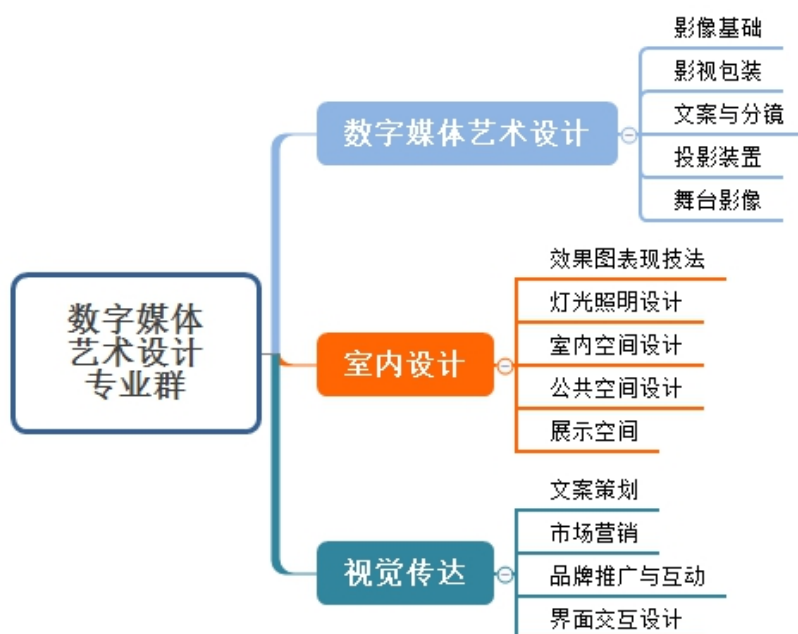 数字媒体
艺术设计
专业群
数字媒体艺术设计
影像基础
影视包装
文案与分镜
投影装置
舞台影像
室内设计
效果图表现技法
灯光照明设计
室内空间设计
公共空间设计
展示空间
视觉传达
文案策划
市场营销
品牌推广与互动
界面交互设计